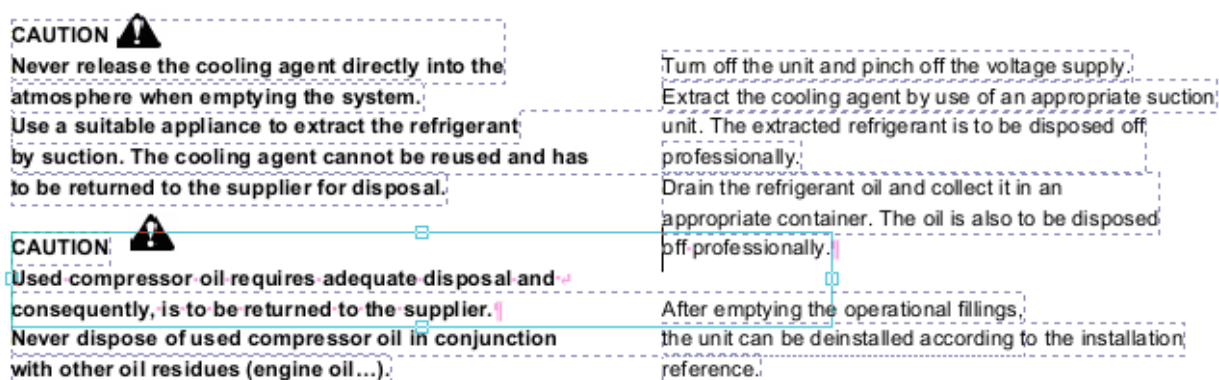 CAUTION
Never release the cooling agent directly into the
atmosphere when emptying the system.
Use a suitable appliance to extract the refrigerant
by suction. The cooling agent cannot be reused and has
to be returned to the supplier for disposal.
CAUTION
Used compressor oil requires adequate disposal and
consequently, is to be returned to the supplier.
Never dispose of used compressor oil in conjunction
with other oil residues (engine oil...).
Turn off the unit and pinch off the voltage supply.
Extract the cooling agent by use of an appropriate suction
unit. The extracted refrigerant is to be disposed off
professionally.
Drain the refrigerant oil and collect it in an
appropriate container. The oil is also to be disposed
off professionally.
After emptying the operational fillings,
the unit can be deinstalled according to the installation
reference.